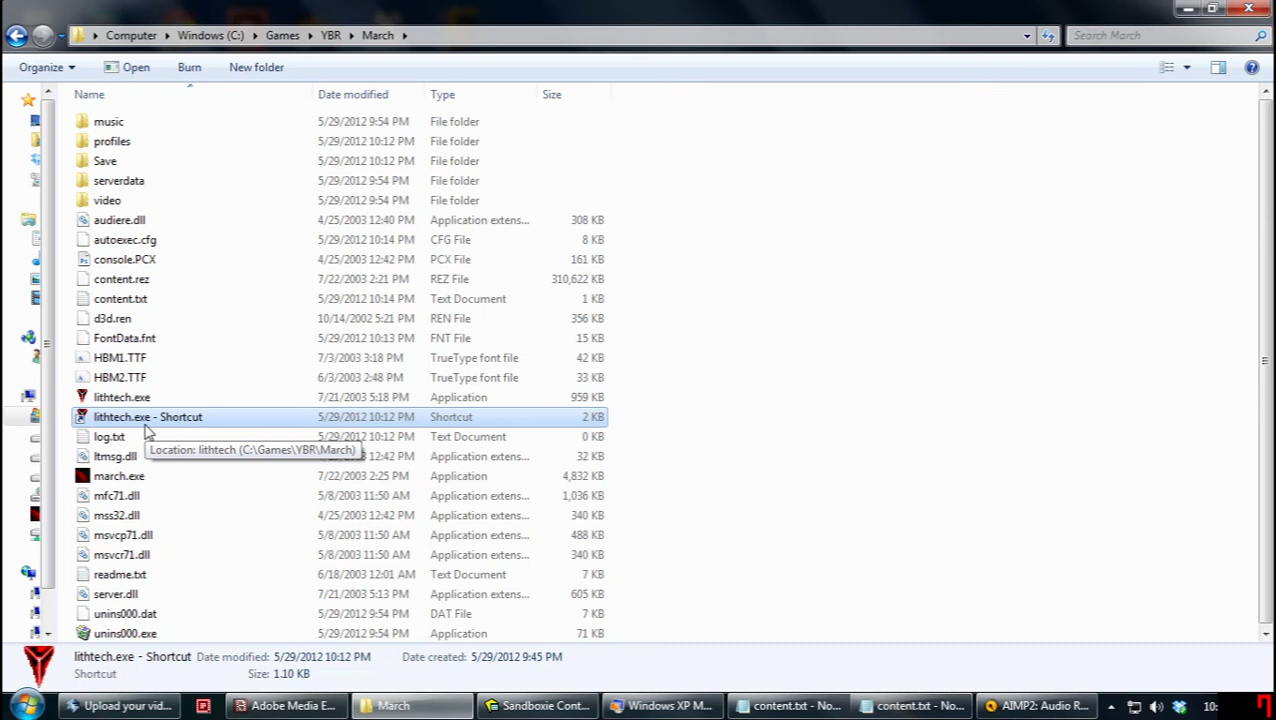 Computer Windows (C:) Games YBR March Search March
Organize Open Burn New folder
Name Date modified Type Size
music 5/29/2012 9:54 PM File folder
profiles 5/29/2012 10:12 PM File folder
Save 5/29/2012 10:12 PM File folder
serverdata 5/29/2012 9:54 PM File folder
video 5/29/2012 9:54 PM File folder
audiere.dll 4/25/2003 12:40 PM Application extens... 308 KB
autoexec.cfg 5/29/2012 10:14 PM CFG File 8 KB
console.PCX 4/25/2003 12:42 PM PCX File 161 KB
content.rez 7/22/2003 2:21 PM REZ File 310,622 KB
content.txt 5/29/2012 10:14 PM Text Document 1 KB
d3d.ren 10/14/2002 5:21 PM REN File 356 KB
FontData.fnt 5/29/2012 10:13 PM FNT File 15 KB
HBM1.TTF 7/3/2003 3:18 PM TrueType font file 42 KB
HBM2.TTF 6/3/2003 2:48 PM TrueType font file 33 KB
lithtech.exe 7/21/2003 5:18 PM Application 959 KB
lithtech.exe - Shortcut 5/29/2012 10:12 PM Shortcut 2 KB
log.txt 5/29/2012 10:12 PM Text Document 0 KB
Location: lithtech (C:\Games\YBR\March)
ltmsg.dll 12:42 PM Application extens... 32 KB
march.exe 7/22/2003 2:25 PM Application 4,832 KB
mfc71.dll 5/8/2003 11:50 AM Application extens... 1,036 KB
mss32.dll 4/25/2003 12:42 PM Application extens... 340 KB
msvcp71.dll 5/8/2003 11:50 AM Application extens... 488 KB
msvcr71.dll 5/8/2003 11:50 AM Application extens... 340 KB
readme.txt 6/18/2003 12:01 AM Text Document 7 KB
server.dll 7/21/2003 5:13 PM Application extens... 605 KB
unins000.dat 5/29/2012 9:54 PM DAT File 7 KB
unins000.exe 5/29/2012 9:54 PM Application 71 KB
lithtech.exe - Shortcut Date modified: 5/29/2012 10:12 PM Date created: 5/29/2012 9:45 PM
Shortcut Size: 1.10 KB
Upload your vid... Adobe Media E... March Sandboxie Cont... Windows XP M... content.txt - No... content.txt - No... AIMP2: Audio R... 10: